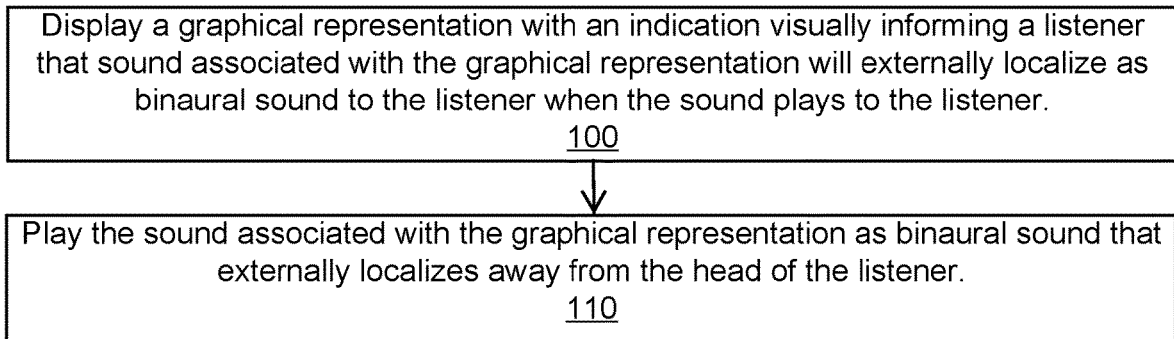 Display a graphical representation with an indication visually informing a listener
that sound associated with the graphical representation will externally localize as
binaural sound to the listener when the sound plays to the listener.
100
Play the sound associated with the graphical representation as binaural sound that
externally localizes away from the head of the listener.
110